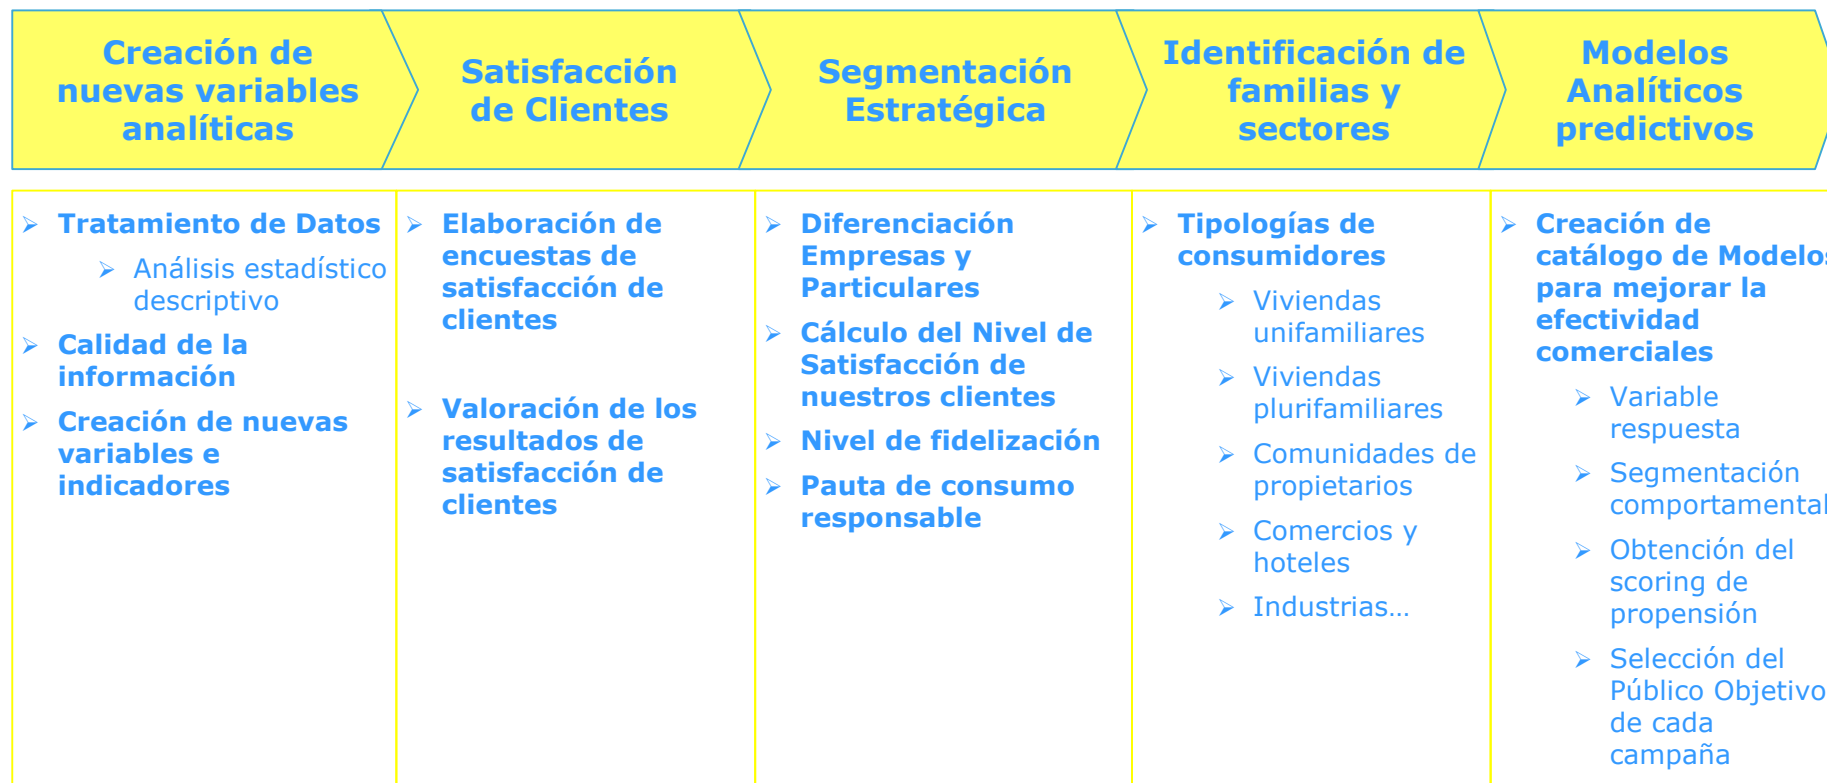 Creación de
nuevas variables
analíticas
Satisfacción
de Clientes
Segmentación
Estratégica
Identificación de
familias y
sectores
Modelos
Analíticos
predictivos
Tratamiento de Datos
Análisis estadístico
descriptivo
Calidad de la
información
Creación de nuevas
variables e
indicadores
Elaboración de
encuestas de
satisfacción de
clientes
Valoración de los
resultados de
satisfacción de
clientes
Diferenciación
Empresas y
Particulares
Cálculo del Nivel de
Satisfacción de
nuestros clientes
Nivel de fidelización
Pauta de consumo
responsable
Tipologías de
consumidores
Viviendas
unifamiliares
Viviendas
plurifamiliares
Comunidades de
propietarios
Comercios y
hoteles
Industrias…
Creación de
catálogo de Modelos
para mejorar la
efectividad
comerciales
Variable
respuesta
Segmentación
comportamental
Obtención del
scoring de
propensión
Selección del
Público Objetivo
de cada
campaña